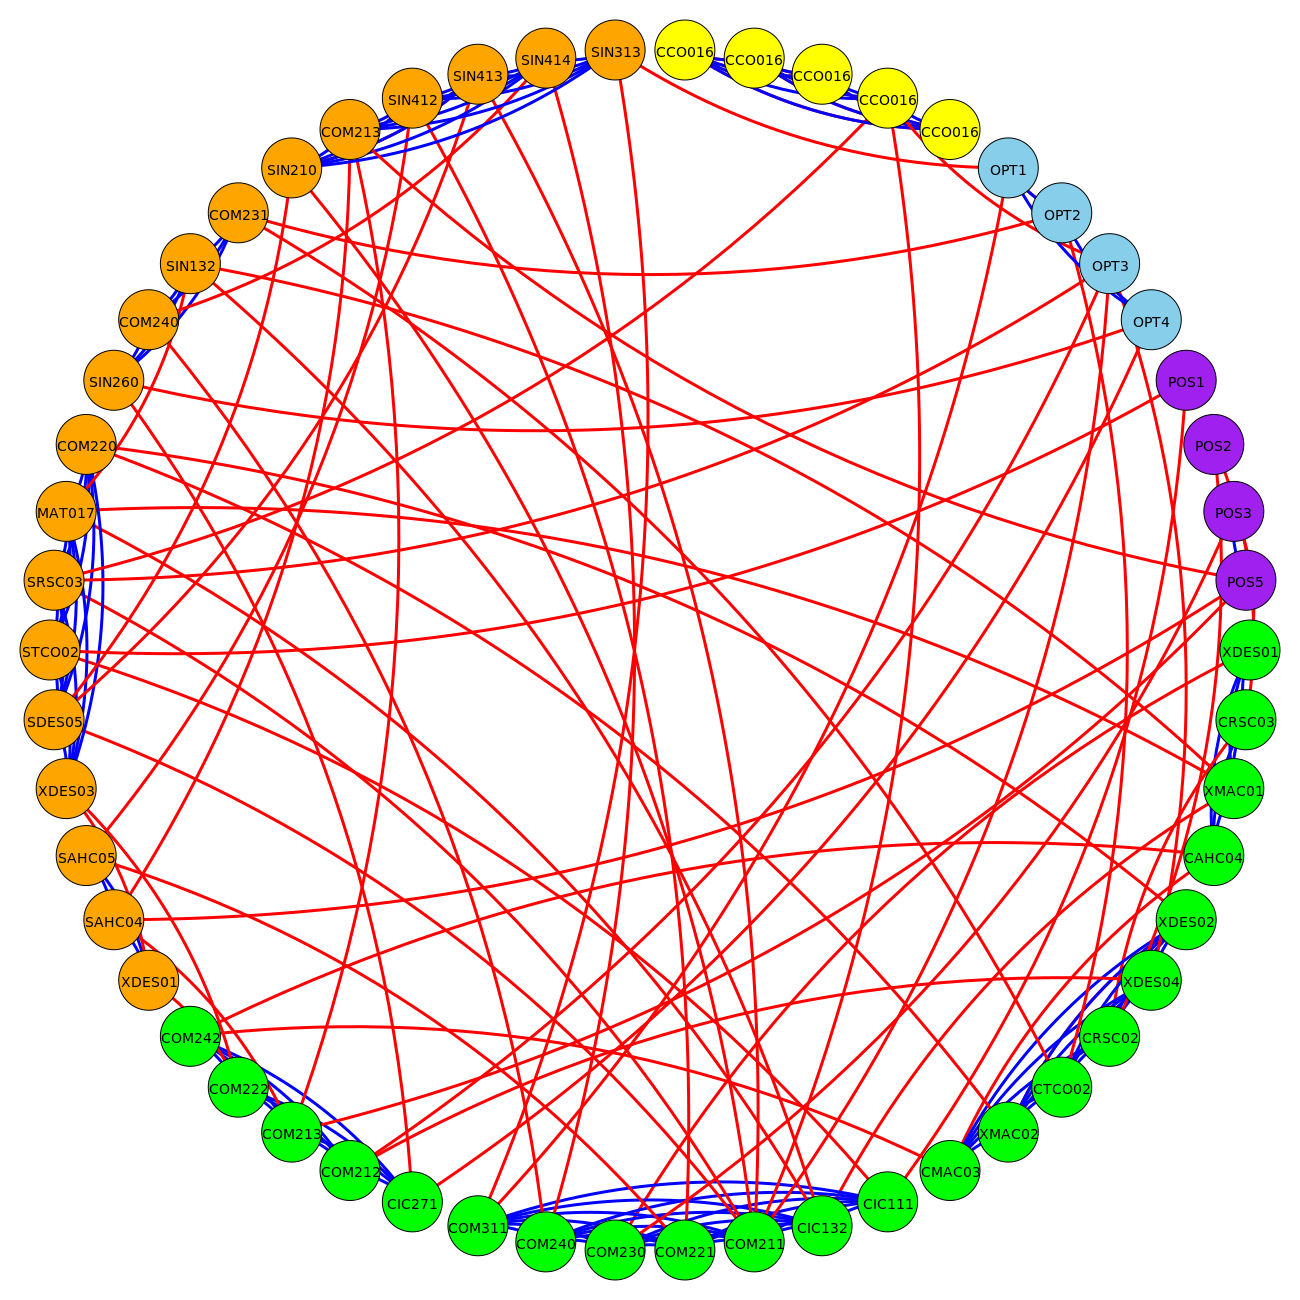 SIN313
CCO016
CCO016
CCO016
CCO016
CCO016
OPT1
OPT2
OPT3
OPT4
POS1
POS2
POS3
POS5
XDES01
CRSC03
XMAC01
CAHC04
XDES02
XDES04
CRSC02
CTCO02
XMAC02
CMAC03
CIC111
CIC132
COM211
COM221
COM230
COM240
COM311
CIC271
COM212
COM213
COM222
COM242
XDES01
SAHC04
SAHC05
XDES03
SDES05
STCO02
SRSC03
MAT017
COM220
SIN260
COM240
SIN132
COM231
SIN210
COM213
SIN412
SIN413
SIN414